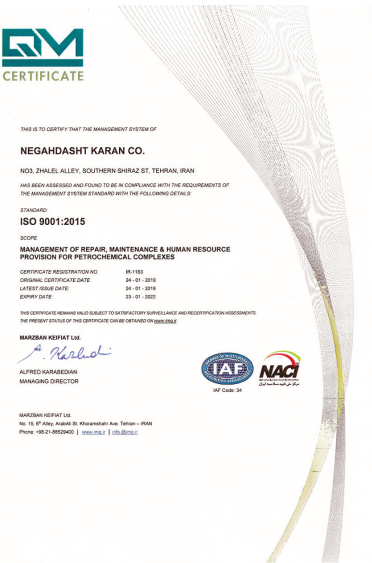 QM
CERTIFICATE
THIS IS TO CERTIFY THAT THE MANAGEMENT SYSTEM OF
NEGAHDASHT KARAN CO.
NO3, ZHALEL ALLEY, SOUTHERN SHIRAZ ST, TEHRAN, IRAN
HAS BEEN ASSESSED AND FOUND TO BE IN COMPLIANCE WITH THE REQUIREMENTS OF
THE MANAGEMENT SYSTEM STANDARD WITH THE FOLLOWING DETAILS:
STANDARD:
ISO 9001:2015
SCOPE
MANAGEMENT OF REPAIR, MAINTENANCE & HUMAN RESOURCE
PROVISION FOR PETROCHEMICAL COMPLEXES
CERTIFICATE REGISTRATION NO. IR-1163
ORIGINAL CERTIFICATE DATE 24 - 01 - 2019
LATEST ISSUE DATE: 24 - 01 - 2019
EXPIRY DATE 23 - 01 - 2022
THIS CERTIFICATE REMAINS VALID SUBJECT TO SATISFACTORY SURVEILLANCE AND RECERTIFICATION ASSESSMENTS
THE PRESENT STATUS OF THIS CERTIFICATE CAN BE OBTAINED ON www.img.ir
MARZBAN KEIFIAT Ltd.
ALFRED KARABEDIAN
MANAGING DIRECTOR
IAF
NACI
IAF Code: 34
MARZBAN KEIFIAT Ltd.
No. 15, 6th Alley, ArabAli St, Khoramshahr Ave. Tehran – IRAN
Phone: +98-21-88529400 | www.img.ir | info@img.ir